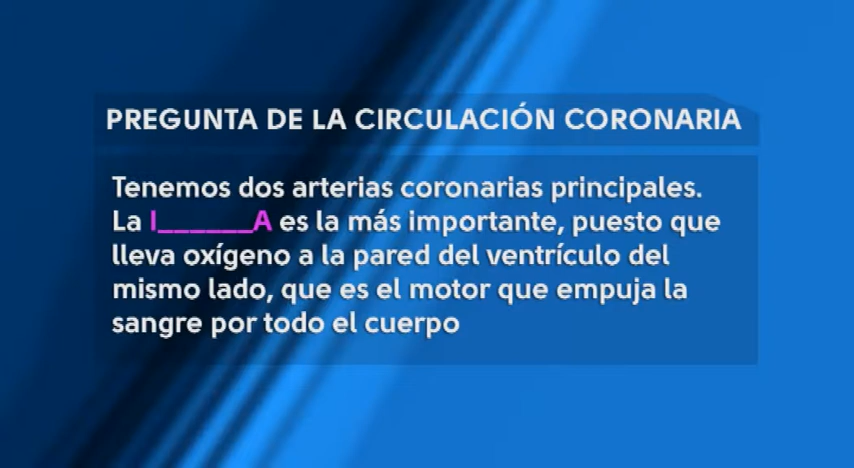 PREGUNTA DE LA CIRCULACIÓN CORONARIA
Tenemos dos arterias coronarias principales.
La I______A es la más importante, puesto que
lleva oxígeno a la pared del ventrículo del
mismo lado, que es el motor que empuja la
sangre por todo el cuerpo